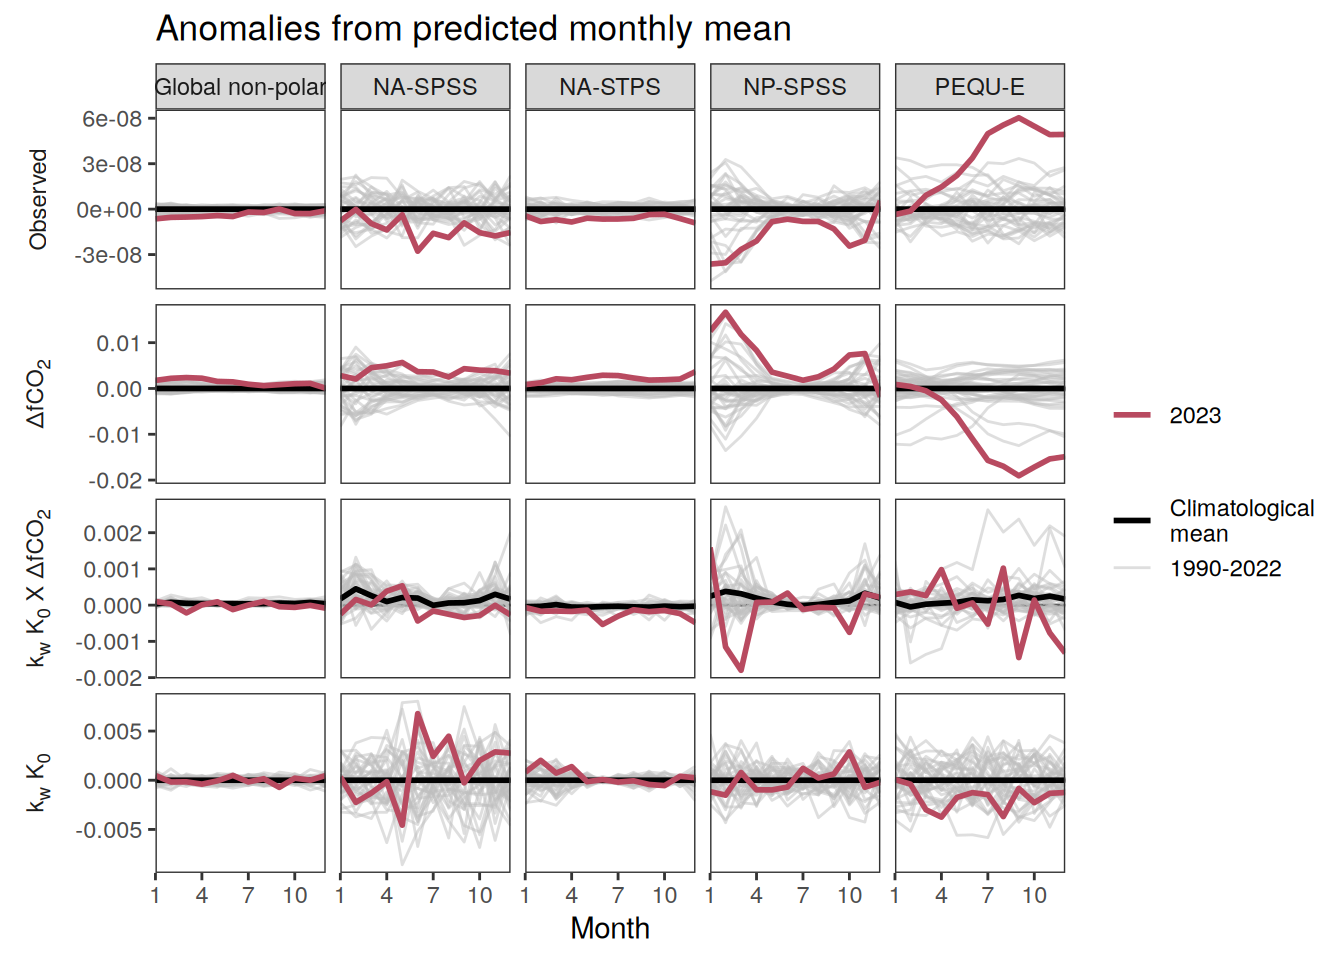 Anomalies from predicted monthly mean
Global non-polar
NA-SPSS
NA-STPS
NP-SPSS
PEQU-E
Observed
6e-08
3e-08
0e+00
-3e-08
ΔfCO2
0.01
0.00
-0.01
-0.02
kw K0 X ΔfCO2
0.002
0.001
0.000
-0.001
-0.002
kw K0
0.005
0.000
-0.005
1 4 7 10
1 4 7 10
1 4 7 10
1 4 7 10
1 4 7 10
Month
2023
Climatological
mean
1990-2022